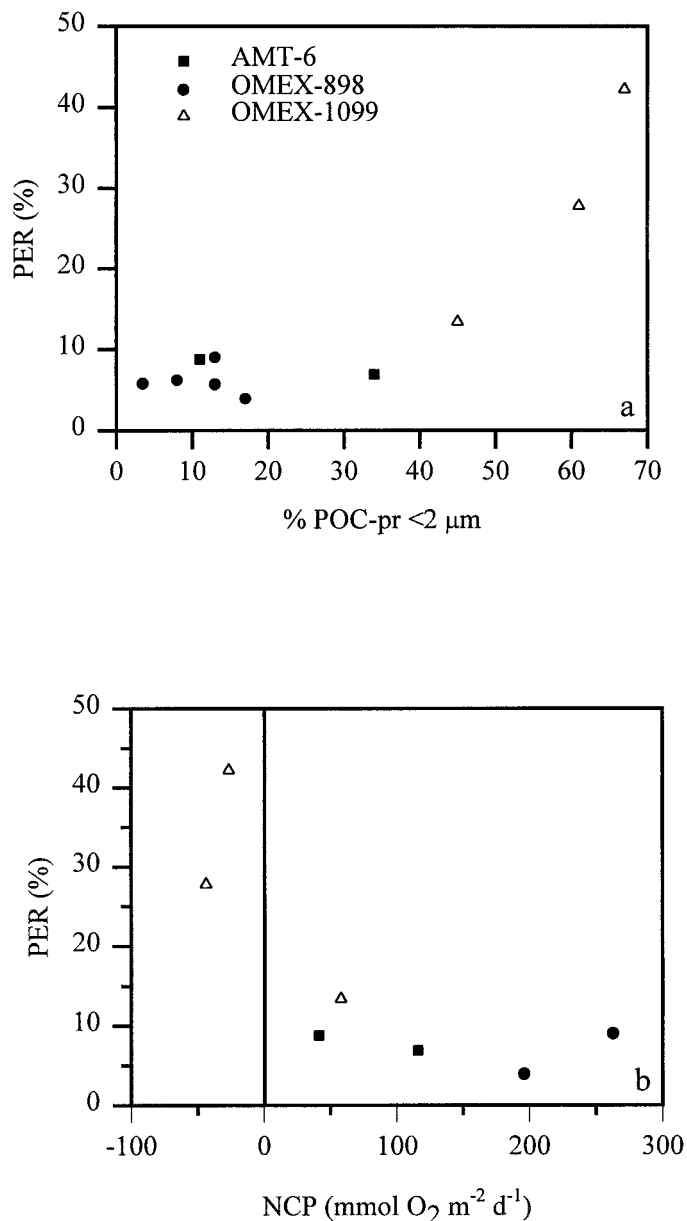 50
AMT-6
OMEX-898
40
OMEX-1099
30
PER (%)
20
10
a
0
0 10 20 30 40 50 60 70
% POC-pr <2 μm
50
40
30
PER (%)
20
10
b
0
-100 0 100 200 300
NCP (mmol O₂ m⁻² d⁻¹)